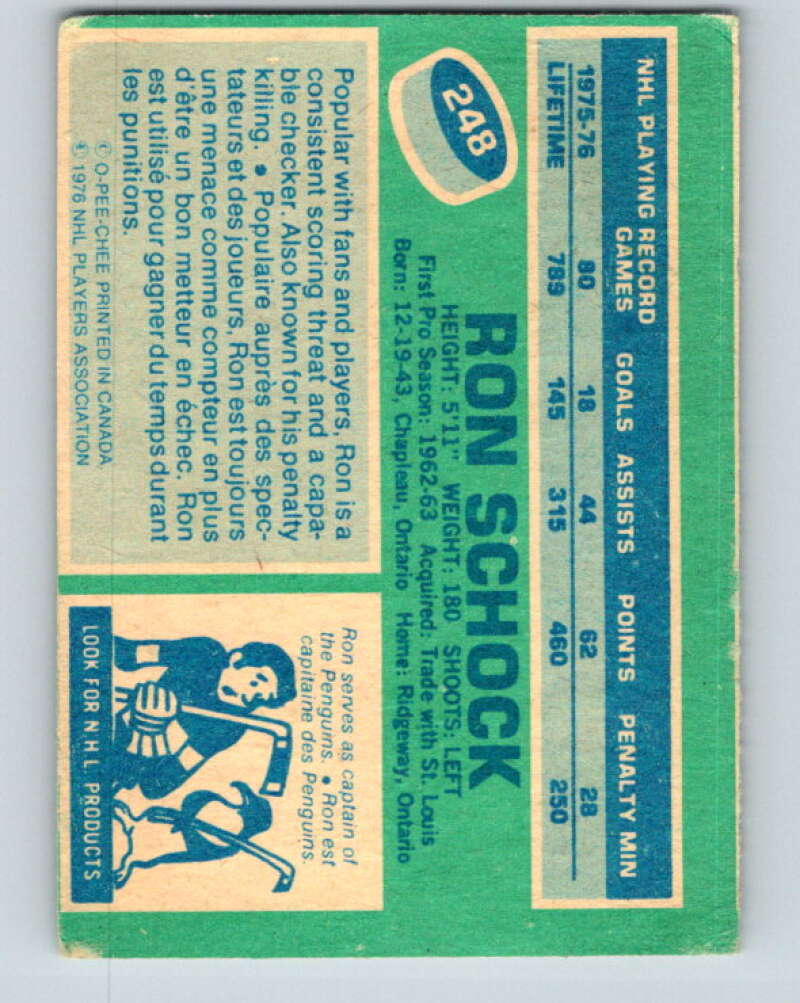 248
NHL PLAYING RECORD
GAMES GOALS ASSISTS POINTS PENALTY MIN
1975-76 80 18 44 62 28
LIFETIME 789 145 315 460 250
RON SCHOCK
HEIGHT: 5'11" WEIGHT: 180 SHOOTS: LEFT
First Pro Season: 1962-63 Acquired: Trade with St. Louis
Born: 12-19-43, Chapleau, Ontario Home: Ridgeway, Ontario
Popular with fans and players, Ron is a
consistent scoring threat and a capa-
ble checker. Also known for his penalty
killing. • Populaire auprès des spec-
tateurs et des joueurs, Ron est toujours
une menace comme compteur en plus
d'être un bon metteur en échec. Ron
est utilisé pour gagner du temps durant
les punitions.
© O-PEE-CHEE PRINTED IN CANADA
© 1976 NHL PLAYERS ASSOCIATION
Ron serves as captain of
the Penguins. • Ron est
capitaine des Penguins.
LOOK FOR NHL PRODUCTS